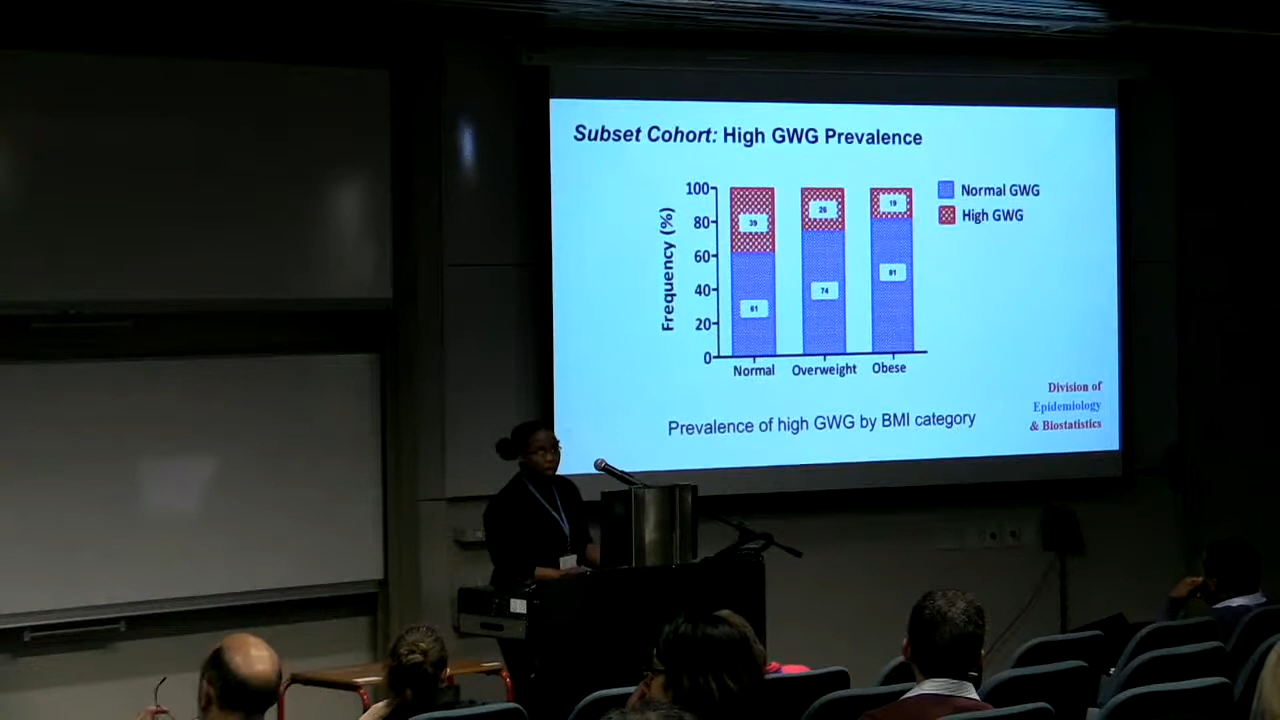 Subset Cohort: High GWG Prevalence
Frequency (%)
100
80
60
40
20
0
39
61
26
74
19
81
Normal
Overweight
Obese
Normal GWG
High GWG
Prevalence of high GWG by BMI category
Division of
Epidemiology
& Biostatistics